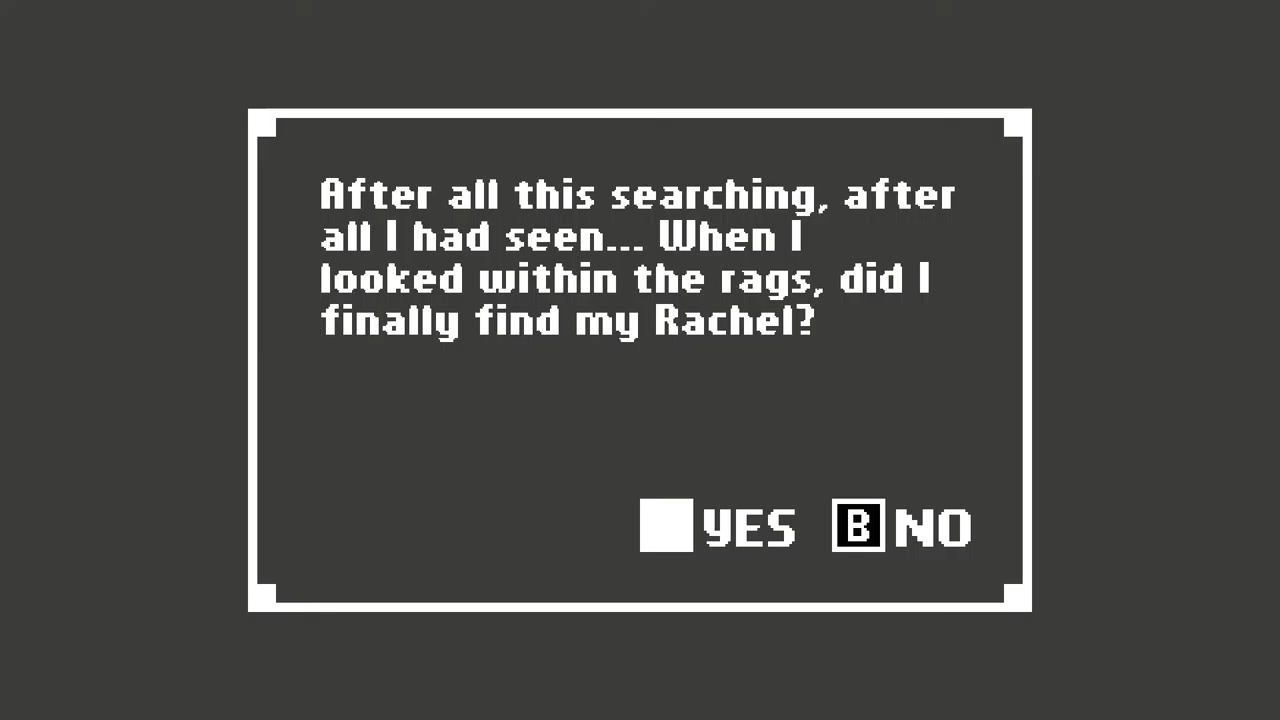 After all this searching, after
all I had seen... When I
looked within the rags, did I
finally find my Rachel?
YES B NO